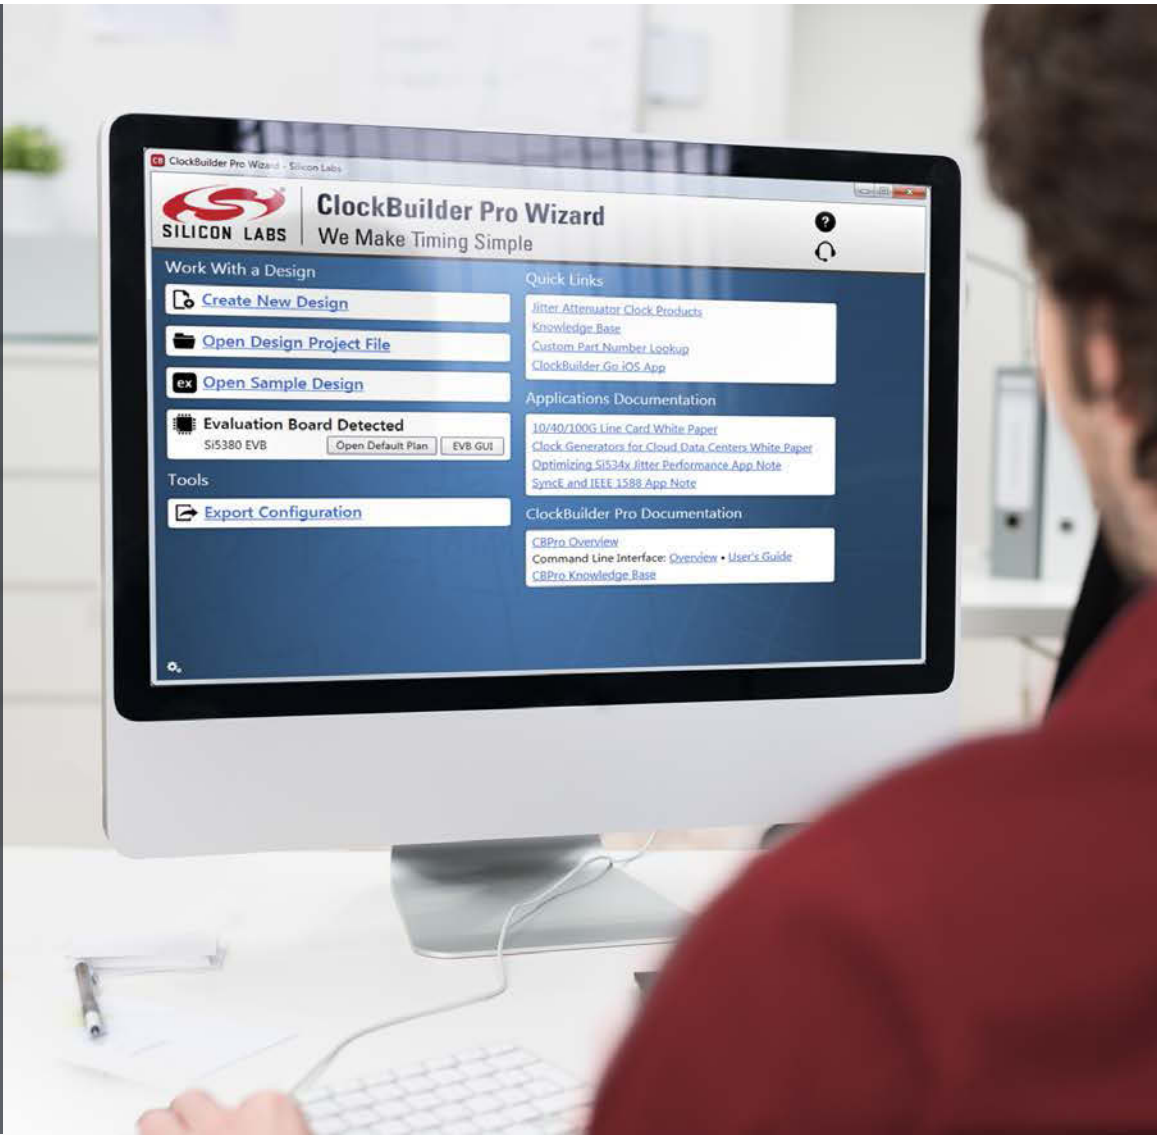 CB ClockBuilder Pro Wizard - Silicon Labs
SILICON LABS
ClockBuilder Pro Wizard
We Make Timing Simple
?
Work With a Design
Create New Design
Open Design Project File
ex Open Sample Design
Evaluation Board Detected
Si5380 EVB Open Default Plan EVB GUI
Tools
Export Configuration
Quick Links
Jitter Attenuator Clock Products
Knowledge Base
Custom Part Number Lookup
ClockBuilder Go iOS App
Applications Documentation
10/40/100G Line Card White Paper
Clock Generators for Cloud Data Centers White Paper
Optimizing Si534x Jitter Performance App Note
SyncE and IEEE 1588 App Note
ClockBuilder Pro Documentation
CBPro Overview
Command Line Interface: Overview • User's Guide
CBPro Knowledge Base